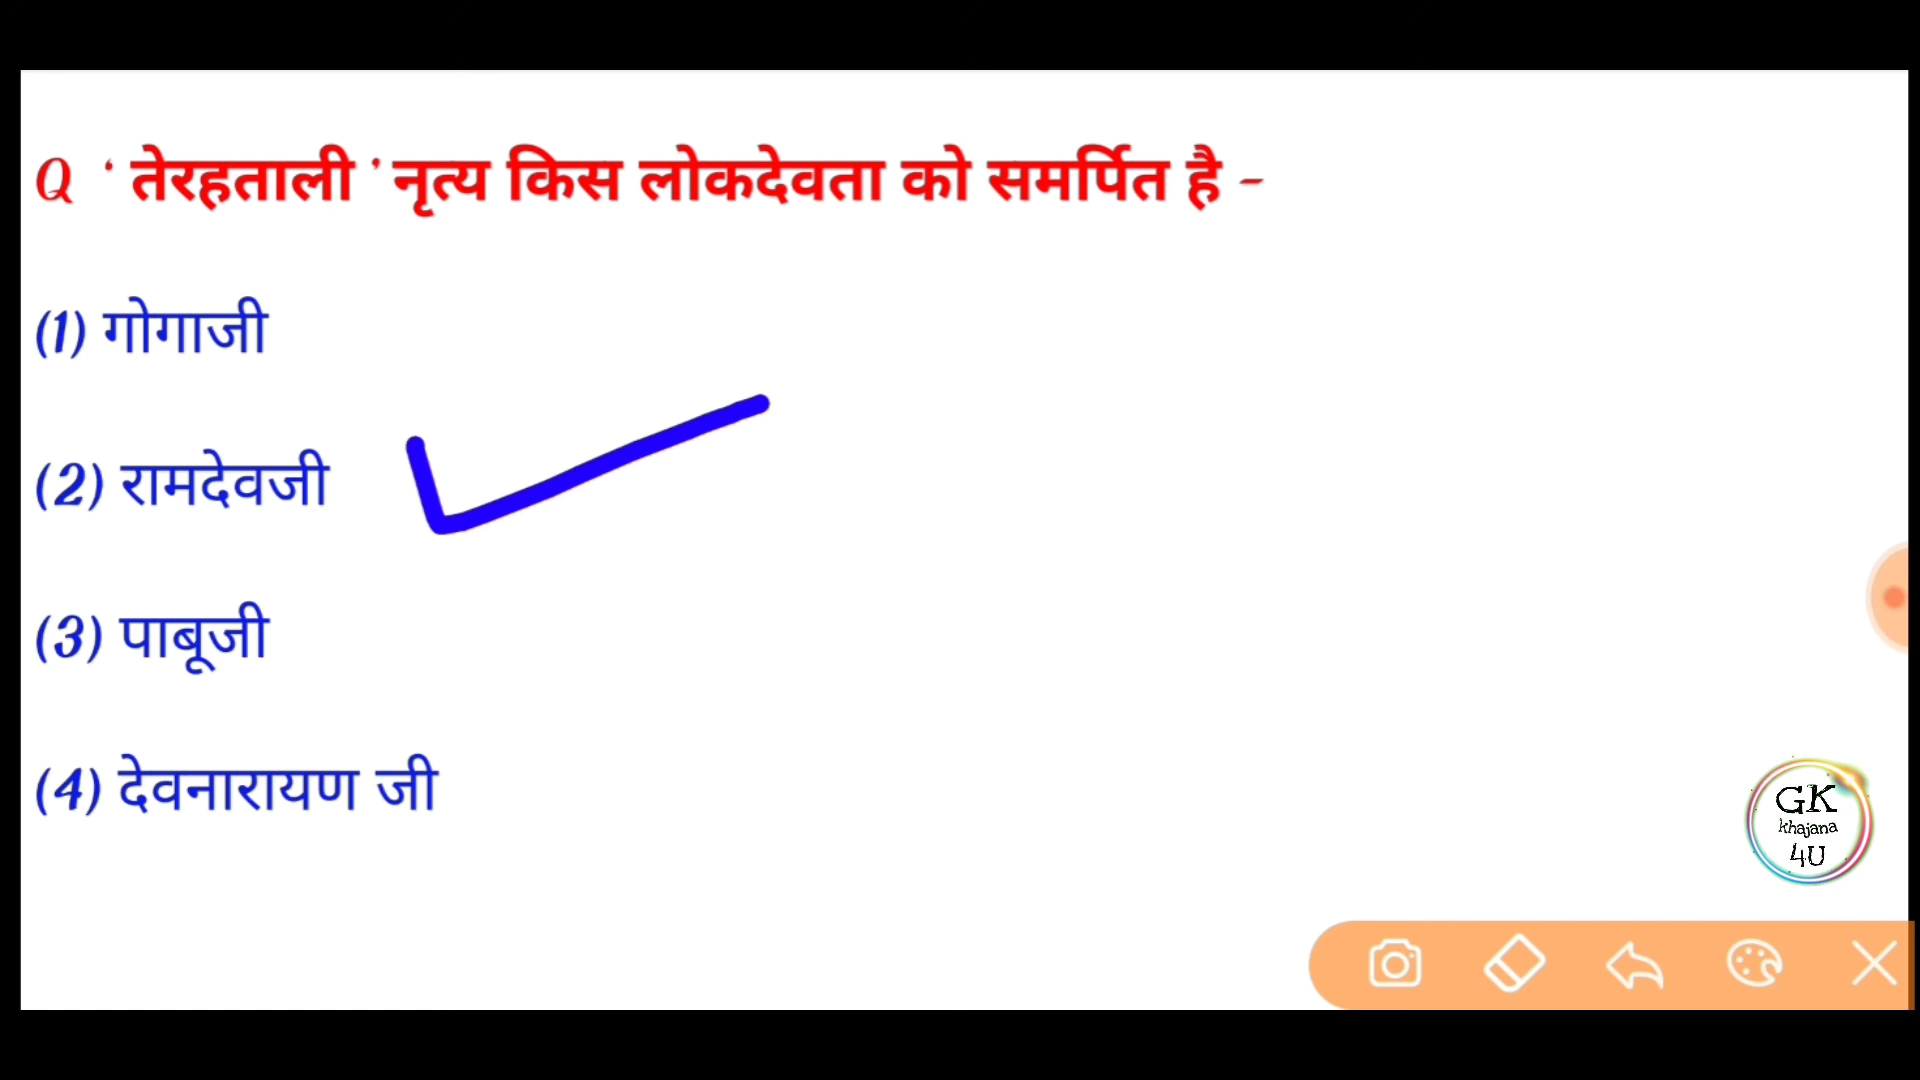 Q ‘ तेरहताली ’ नृत्य किस लोकदेवता को समर्पित है -
(1) गोगाजी
(2) रामदेवजी
(3) पाबूजी
(4) देवनारायण जी
GK
khajana
4U